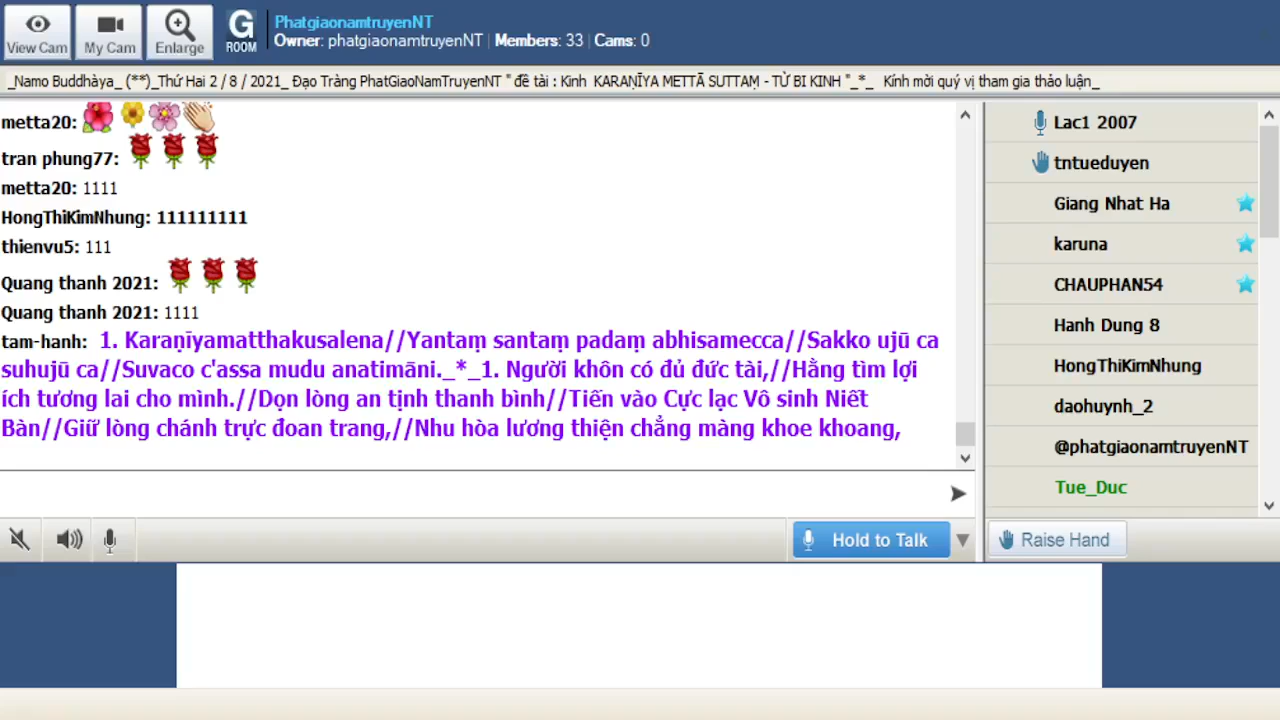 View Cam
My Cam
Enlarge
G
ROOM
PhatgiaonamtruyenNT
Owner: phatgiaonamtruyenNT | Members: 33 | Cams: 0
_Namo Buddhàya_ (**)_Thứ Hai 2 / 8 / 2021_ Đạo Tràng PhatGiaoNamTruyenNT " đề tài : Kinh KARAṆĪYA METTĀ SUTTAṂ - TỪ BI KINH "_*_ Kính mời quý vị tham gia thảo luận_
metta20:
tran phung77:
metta20: 1111
HongThiKimNhung: 111111111
thienvu5: 111
Quang thanh 2021:
Quang thanh 2021: 1111
tam-hanh: 1. Karaṇīyamatthakusalena//Yantaṃ santaṃ padaṃ abhisamecca//Sakko ujū ca
suhujū ca//Suvaco c'assa mudu anatimāni._*_1. Người khôn có đủ đức tài,//Hằng tìm lợi
ích tương lai cho mình.//Dọn lòng an tịnh thanh bình//Tiến vào Cực lạc Vô sinh Niết
Bàn//Giữ lòng chánh trực đoan trang,//Nhu hòa lương thiện chẳng màng khoe khoang,
Lac1 2007
tntueduyen
Giang Nhat Ha
karuna
CHAUPHAN54
Hanh Dung 8
HongThiKimNhung
daohuynh_2
@phatgiaonamtruyenNT
Tue_Duc
Hold to Talk
Raise Hand